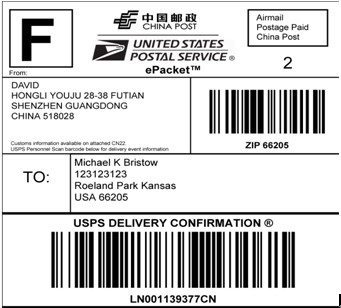 F
From:
中国邮政
CHINA POST
UNITED STATES
POSTAL SERVICE ®
ePacket™
Airmail
Postage Paid
China Post
2
DAVID
HONGLI YOUJU 28-38 FUTIAN
SHENZHEN GUANGDONG
CHINA 518028
Customs information available on attached CN22.
USPS Personnel Scan barcode below for delivery event information
ZIP 66205
TO:
Michael K Bristow
123123123
Roeland Park Kansas
USA 66205
USPS DELIVERY CONFIRMATION ®
LN001139377CN